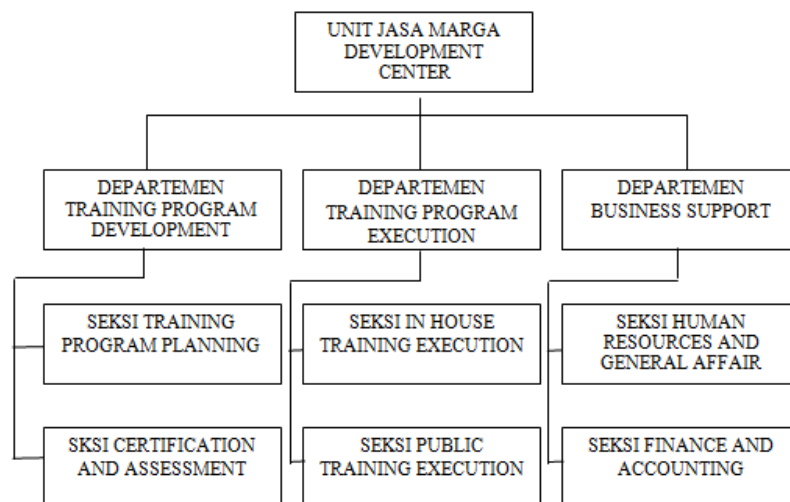 UNIT JASA MARGA
DEVELOPMENT
CENTER
DEPARTEMEN
TRAINING PROGRAM
DEVELOPMENT
DEPARTEMEN
TRAINING PROGRAM
EXECUTION
DEPARTEMEN
BUSINESS SUPPORT
SEKSI TRAINING
PROGRAM PLANNING
SEKSI IN HOUSE
TRAINING EXECUTION
SEKSI HUMAN
RESOURCES AND
GENERAL AFFAIR
SKSI CERTIFICATION
AND ASSESSMENT
SEKSI PUBLIC
TRAINING EXECUTION
SEKSI FINANCE AND
ACCOUNTING